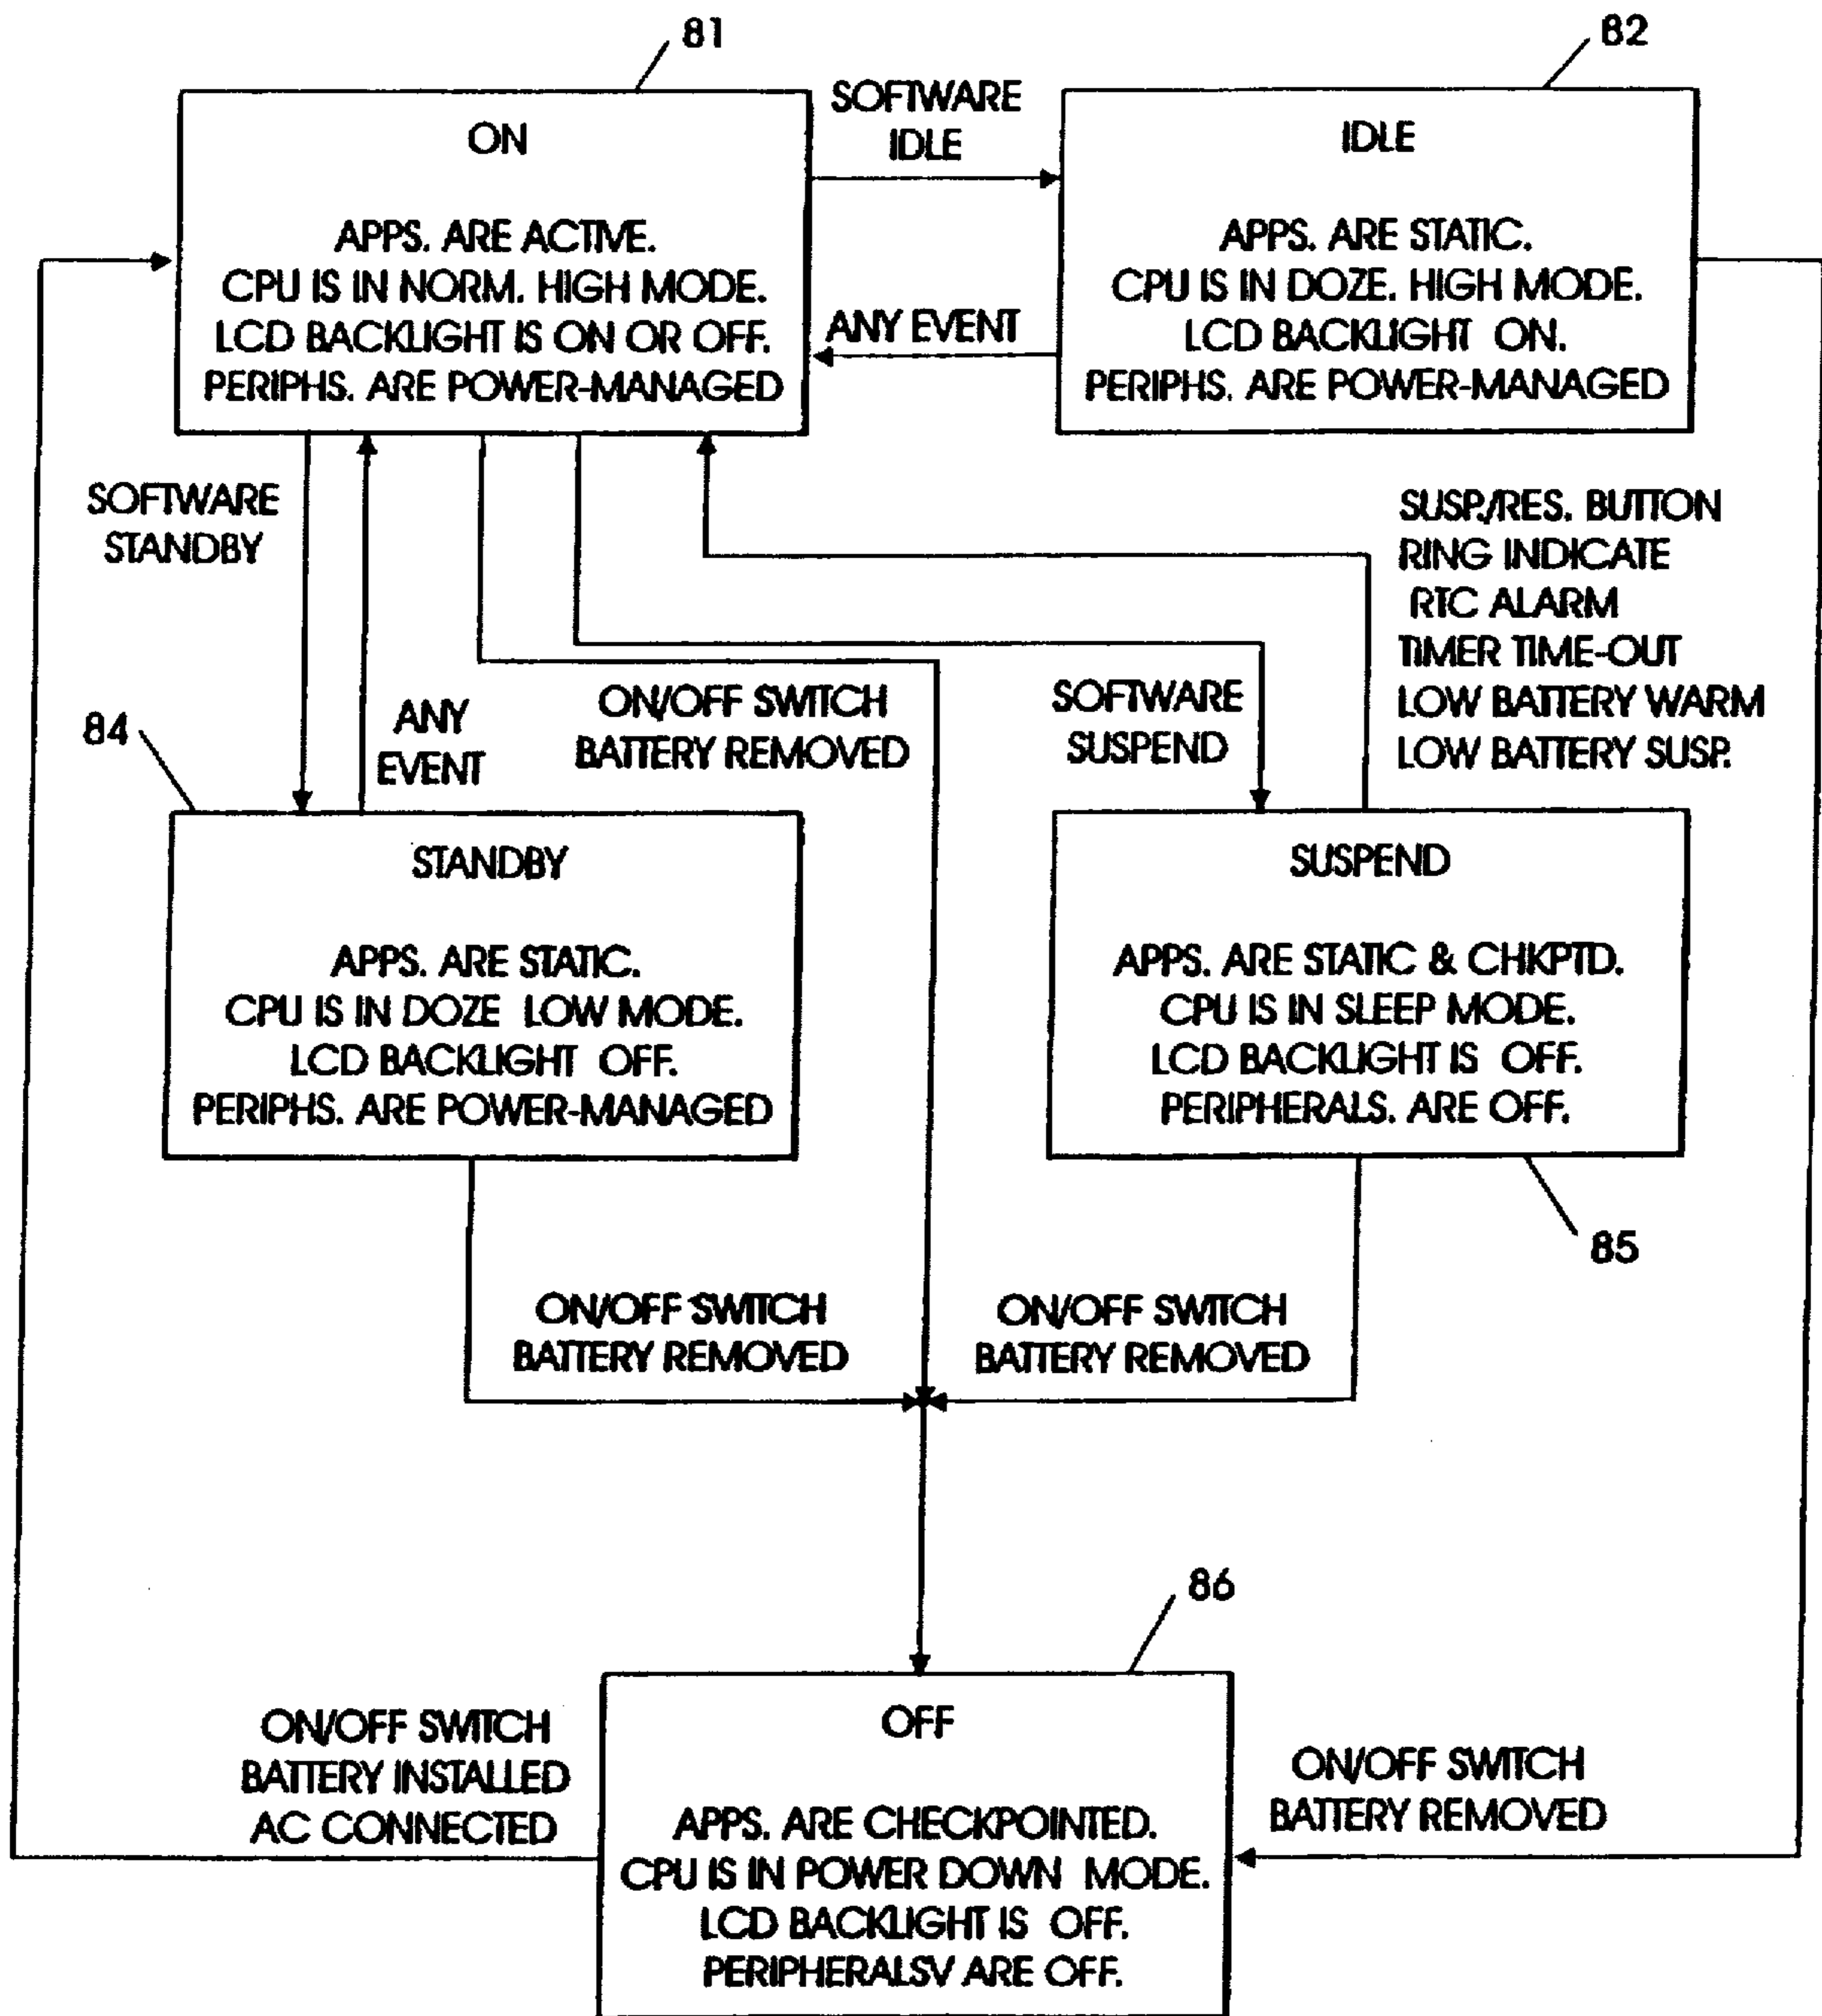 81
82
ON
APPS. ARE ACTIVE.
CPU IS IN NORM. HIGH MODE.
LCD BACKLIGHT IS ON OR OFF.
PERIPHS. ARE POWER-MANAGED
SOFTWARE
IDLE
ANY EVENT
IDLE
APPS. ARE STATIC.
CPU IS IN DOZE. HIGH MODE.
LCD BACKLIGHT ON.
PERIPHS. ARE POWER-MANAGED
SOFTWARE
STANDBY
ANY
EVENT
ON/OFF SWITCH
BATTERY REMOVED
SOFTWARE
SUSPEND
SUSP./RES. BUTTON
RING INDICATE
RTC ALARM
TIMER TIME-OUT
LOW BATTERY WARM
LOW BATTERY SUSP.
84
STANDBY
APPS. ARE STATIC.
CPU IS IN DOZE LOW MODE.
LCD BACKLIGHT OFF.
PERIPHS. ARE POWER-MANAGED
SUSPEND
APPS. ARE STATIC & CHKPTD.
CPU IS IN SLEEP MODE.
LCD BACKLIGHT IS OFF.
PERIPHERALS. ARE OFF.
85
ON/OFF SWITCH
BATTERY REMOVED
ON/OFF SWITCH
BATTERY REMOVED
86
OFF
APPS. ARE CHECKPOINTED.
CPU IS IN POWER DOWN MODE.
LCD BACKLIGHT IS OFF.
PERIPHERALSV ARE OFF.
ON/OFF SWITCH
BATTERY INSTALLED
AC CONNECTED
ON/OFF SWITCH
BATTERY REMOVED